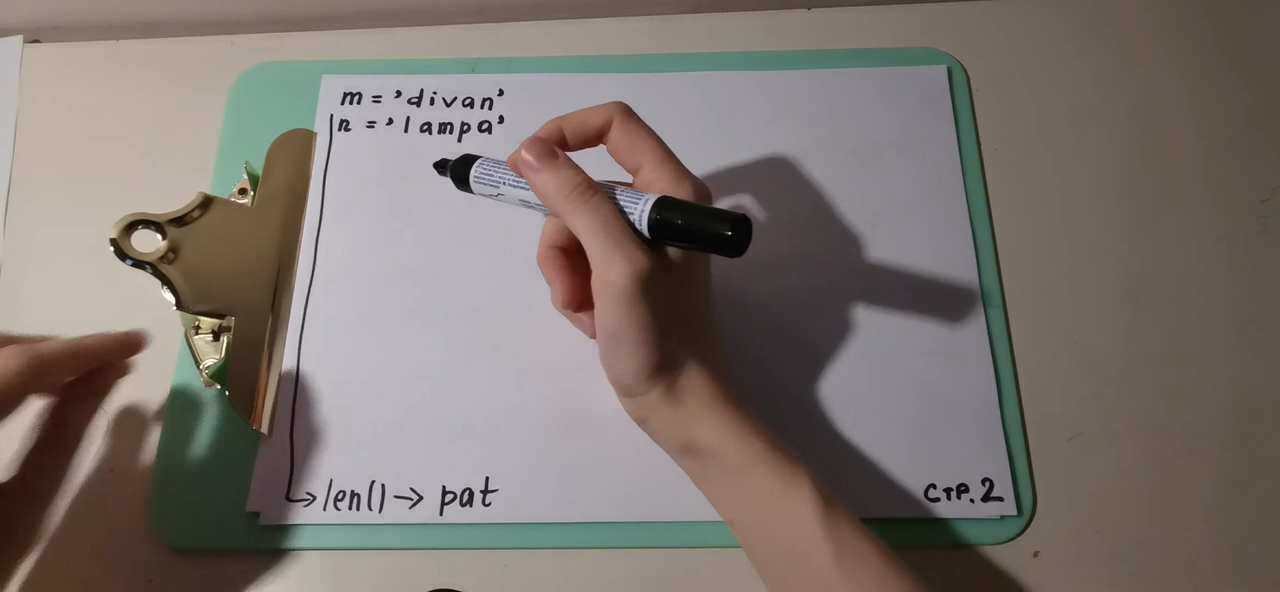 m = 'divan'
n = 'lampa'
len() → pat
стр. 2